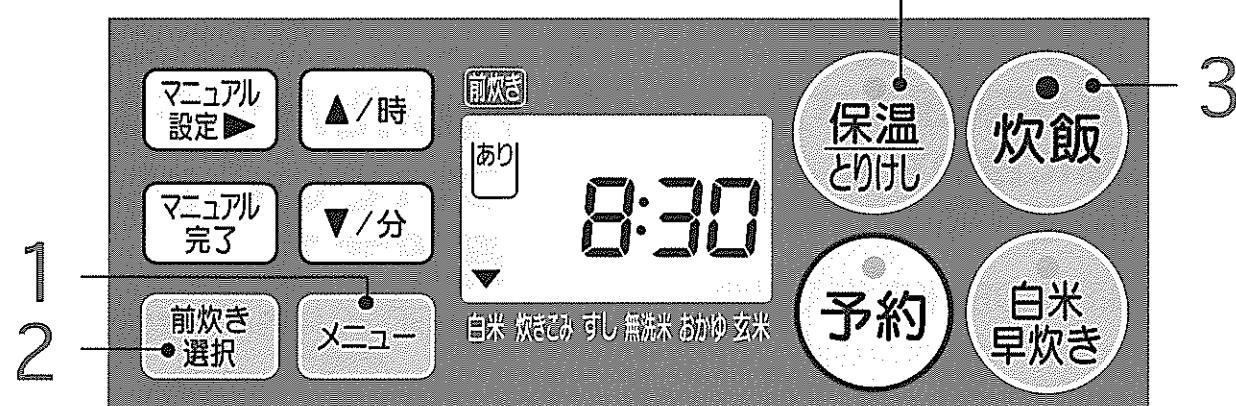 マニュアル
設定▶
▲/時
前炊き
あり
8:30
保温
とりけし
炊飯
3
マニュアル
完了
▼/分
1
2
前炊き
選択
メニュー
▼
白米 炊きこみ すし 無洗米 おかゆ 玄米
予約
白米
早炊き